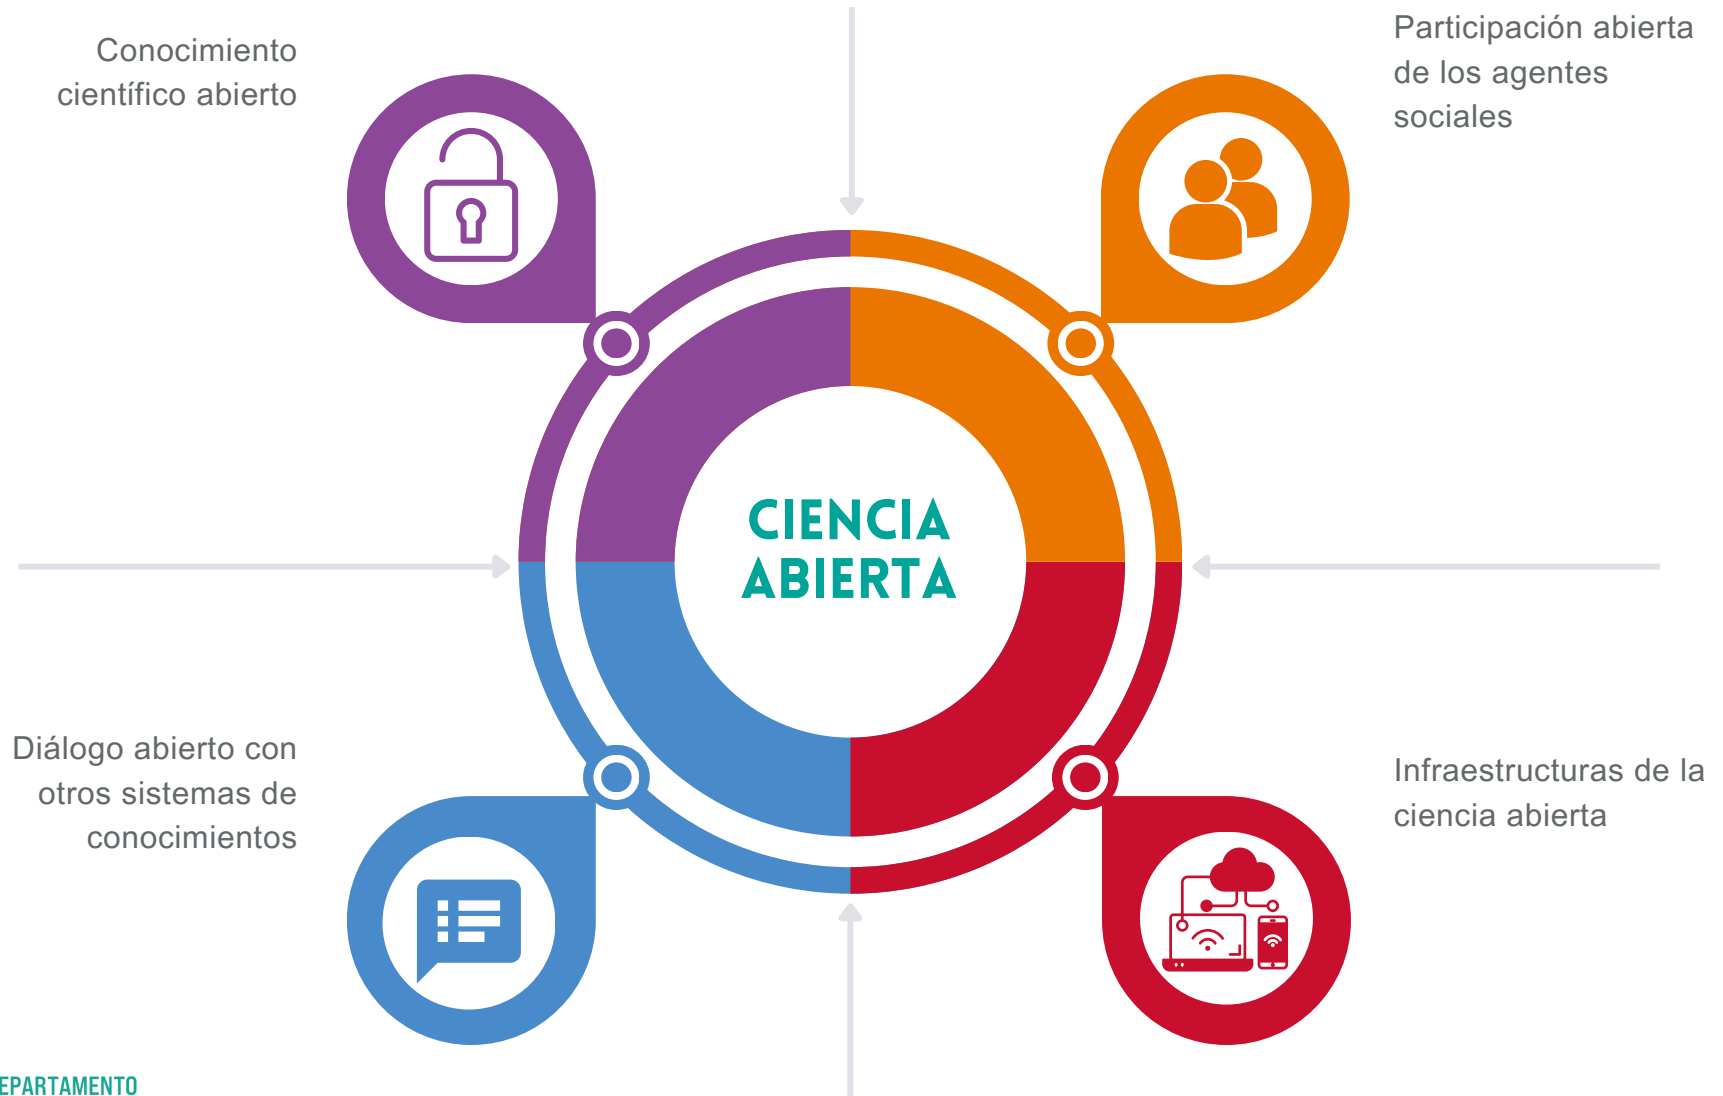 Conocimiento
científico abierto
Participación abierta
de los agentes
sociales
CIENCIA
ABIERTA
Diálogo abierto con
otros sistemas de
conocimientos
Infraestructuras de la
ciencia abierta
EPARTAMENTO